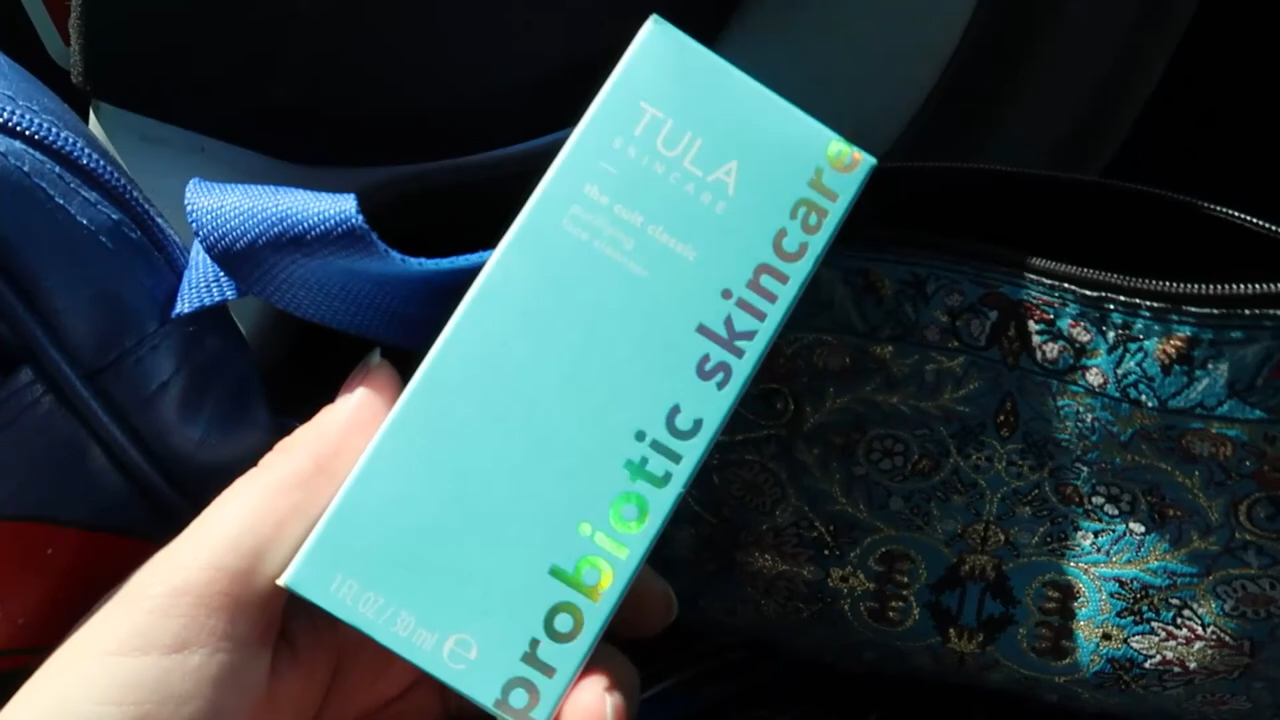 TULA
SKINCARE
the cult classic
purifying
face cleanser
probiotic skincare
1 FL OZ / 30 ml ℮